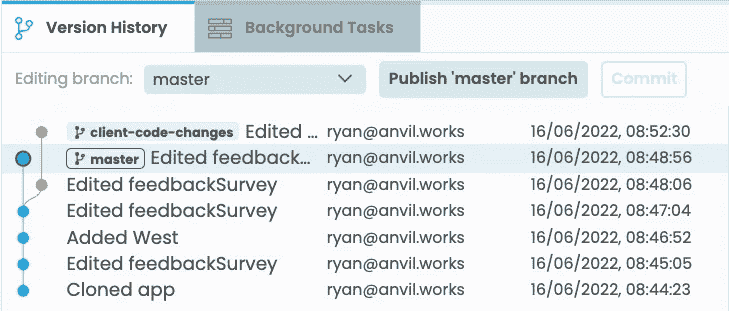 Version History Background Tasks
Editing branch: master Publish 'master' branch Commit
client-code-changes Edited ... ryan@anvil.works 16/06/2022, 08:52:30
master Edited feedback... ryan@anvil.works 16/06/2022, 08:48:56
Edited feedbackSurvey ryan@anvil.works 16/06/2022, 08:48:06
Edited feedbackSurvey ryan@anvil.works 16/06/2022, 08:47:04
Added West ryan@anvil.works 16/06/2022, 08:46:52
Edited feedbackSurvey ryan@anvil.works 16/06/2022, 08:45:05
Cloned app ryan@anvil.works 16/06/2022, 08:44:23